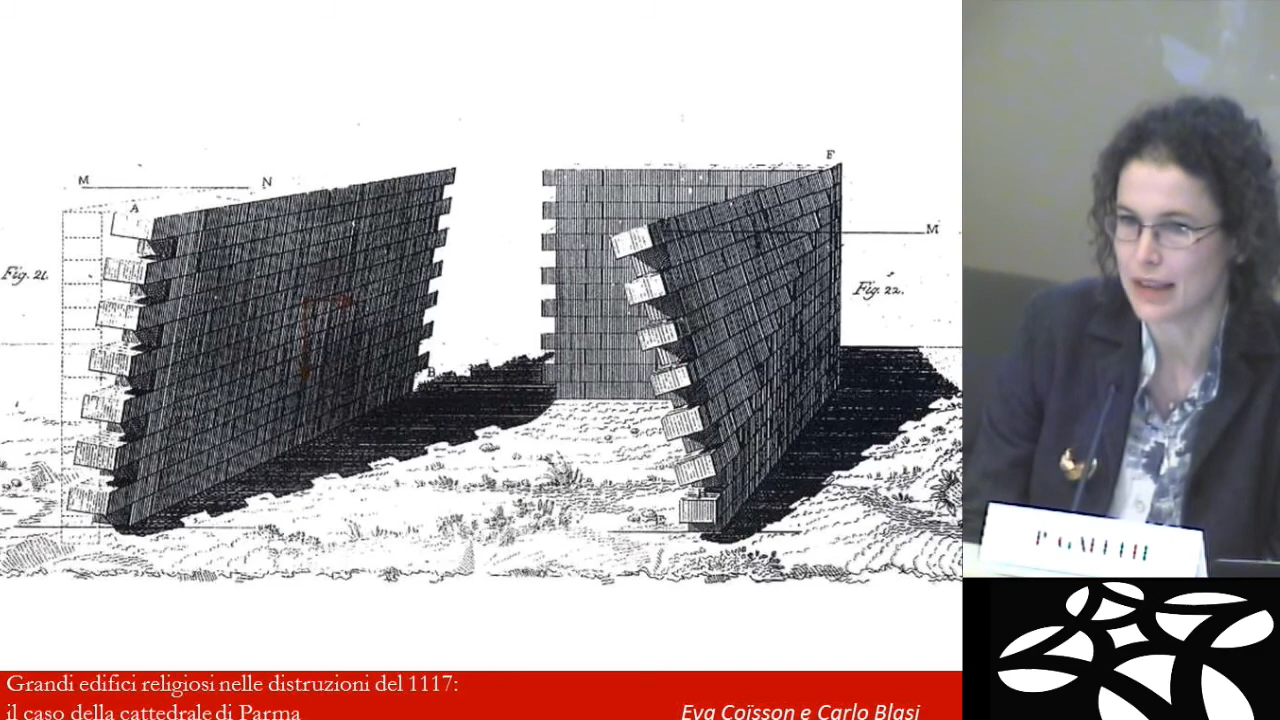 M
N
F
A
M
Fig. 21.
Fig. 22.
B
B
Grandi edifici religiosi nelle distruzioni del 1117:
il caso della cattedrale di Parma
Eva Coïsson e Carlo Blasi